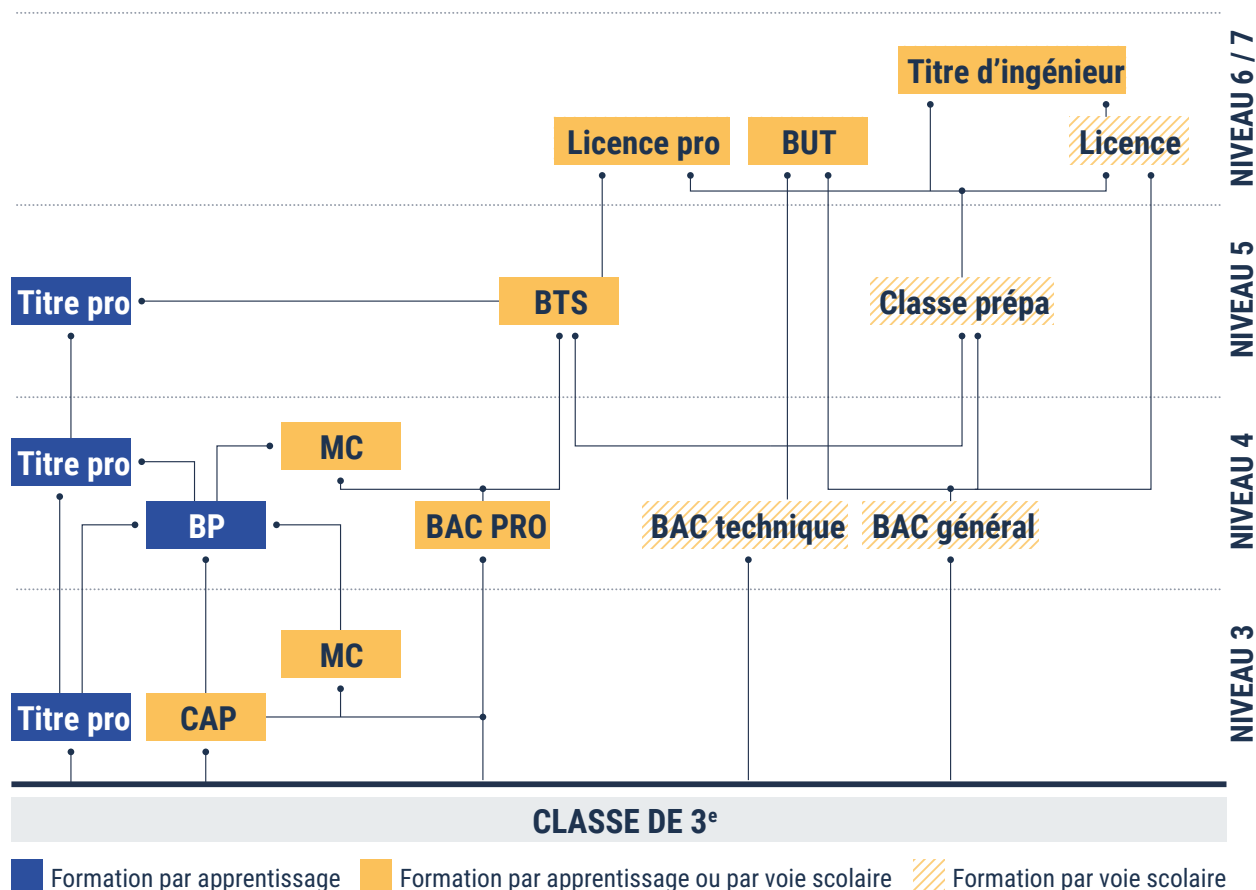 Titre d'ingénieur
Licence pro
BUT
Licence
NIVEAU 6 / 7
Titre pro
BTS
Classe prépa
NIVEAU 5
MC
Titre pro
BP
BAC PRO
BAC technique
BAC général
NIVEAU 4
MC
Titre pro
CAP
NIVEAU 3
CLASSE DE 3e
Formation par apprentissage
Formation par apprentissage ou par voie scolaire
Formation par voie scolaire